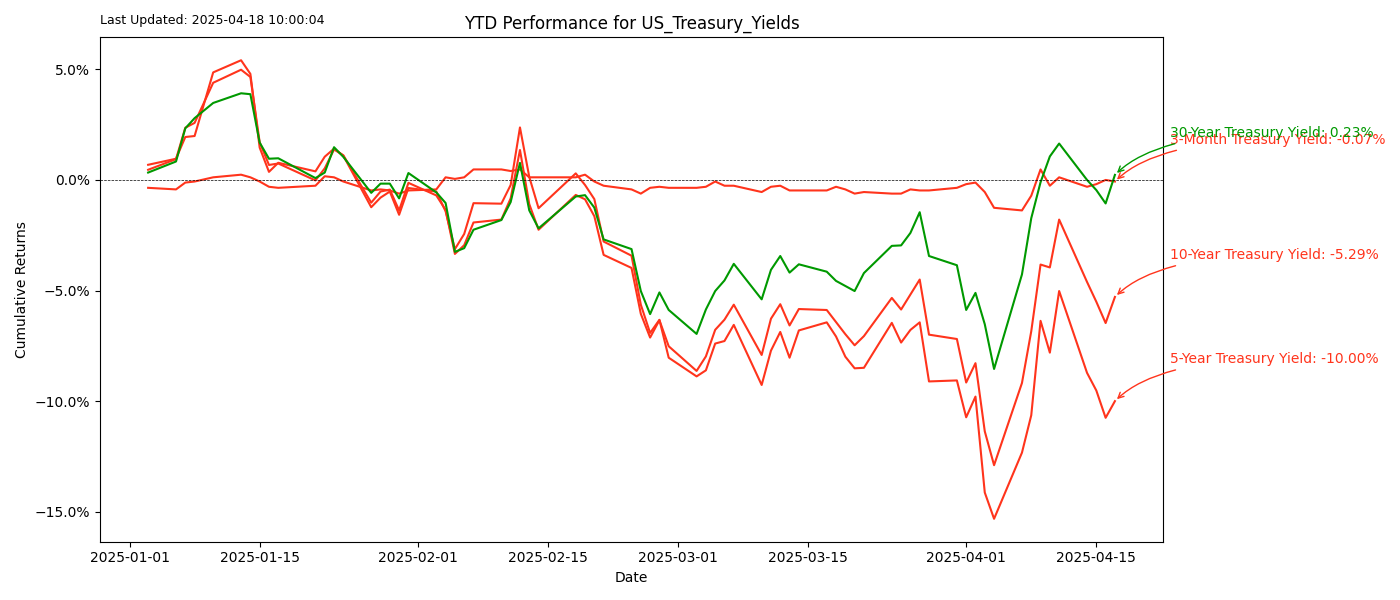 Last Updated: 2025-04-18 10:00:04
YTD Performance for US_Treasury_Yields
5.0%
0.0%
−5.0%
−10.0%
−15.0%
Cumulative Returns
30-Year Treasury Yield: 0.23%
3-Month Treasury Yield: -0.07%
10-Year Treasury Yield: -5.29%
5-Year Treasury Yield: -10.00%
2025-01-01
2025-01-15
2025-02-01
2025-02-15
2025-03-01
2025-03-15
2025-04-01
2025-04-15
Date